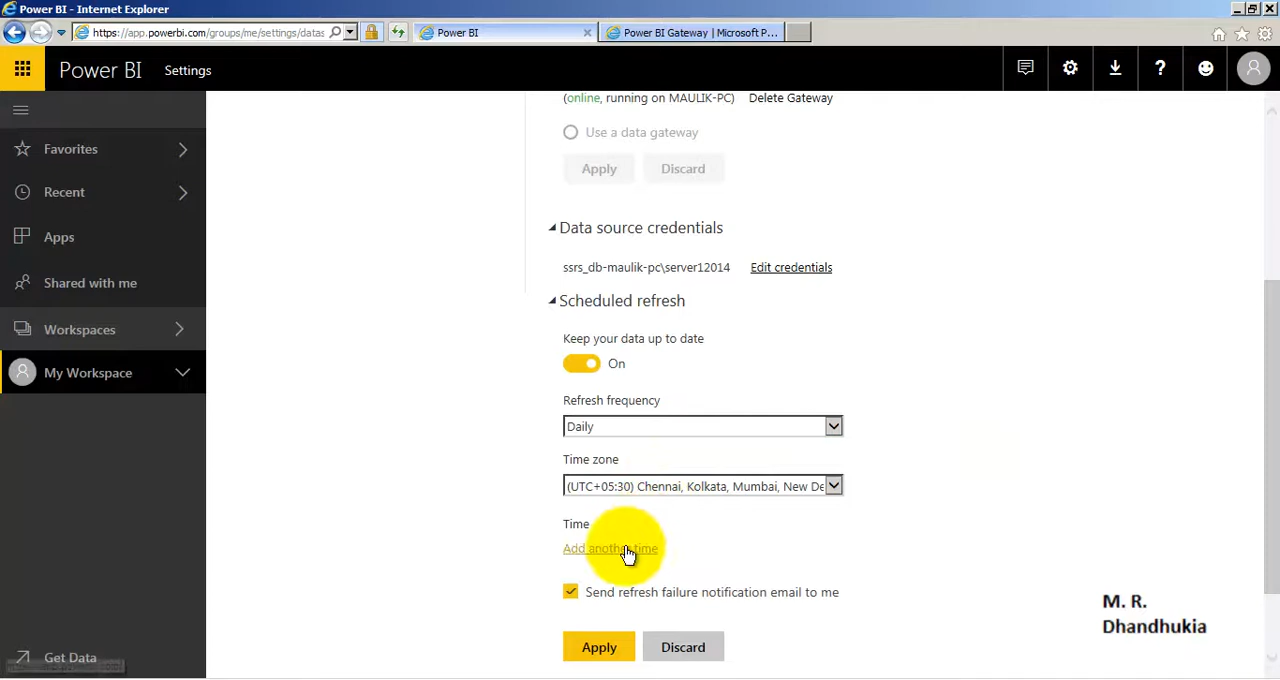 Power BI - Internet Explorer
https://app.powerbi.com/groups/me/settings/datas
Power BI
Power BI Gateway | Microsoft P...
Power BI
Settings
(online, running on MAULIK-PC) Delete Gateway
Favorites
Use a data gateway
Apply
Discard
Recent
Apps
Data source credentials
Shared with me
ssrs_db-maulik-pc\server12014
Edit credentials
Scheduled refresh
Workspaces
Keep your data up to date
On
My Workspace
Refresh frequency
Daily
Time zone
(UTC+05:30) Chennai, Kolkata, Mumbai, New De
Time
Add another time
Send refresh failure notification email to me
M. R.
Dhandhukia
Apply
Discard
Get Data